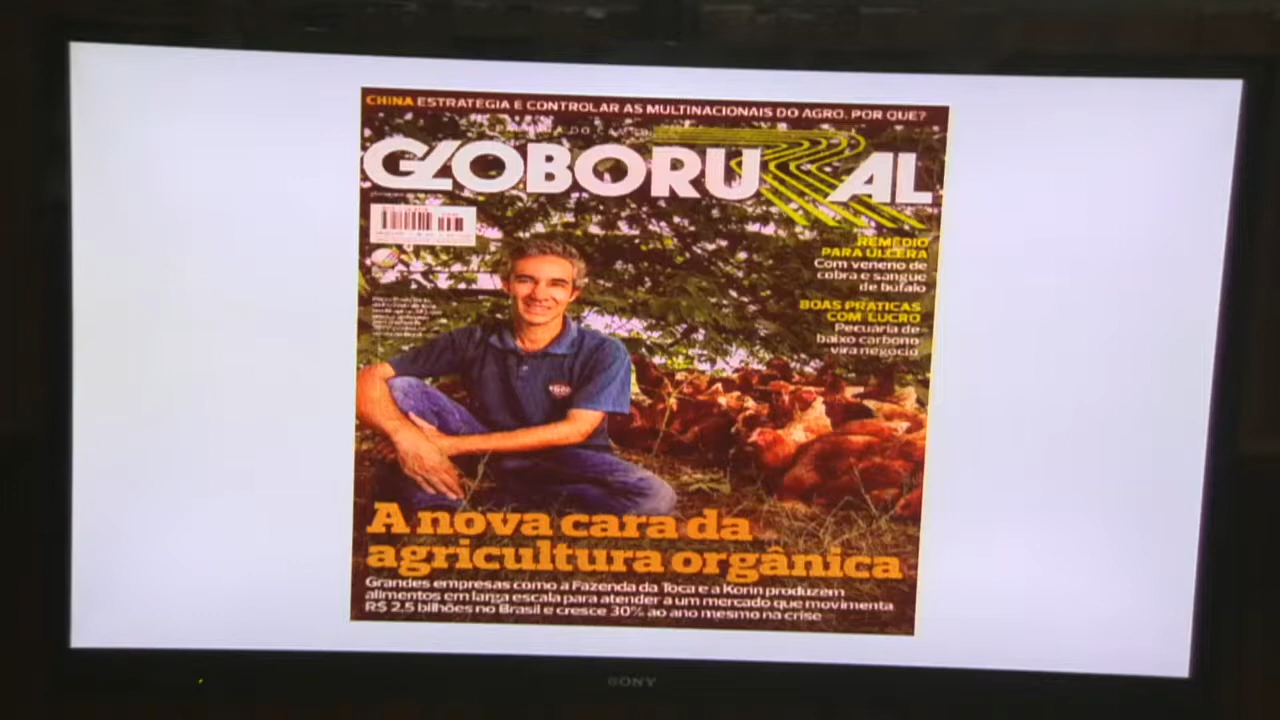 CHINA ESTRATÉGIA É CONTROLAR AS MULTINACIONAIS DO AGRO. POR QUE?
GLOBORURAL
REMÉDIO
PARA ÚLCERA
Com veneno de
cobra e sangue
de búfalo
BOAS PRÁTICAS
COM LUCRO
Pecuária de
baixo carbono
vira negócio
A nova cara da
agricultura orgânica
Grandes empresas como a Fazenda da Toca e a Korin produzem
alimentos em larga escala para atender a um mercado que movimenta
R$ 2,5 bilhões no Brasil e cresce 30% ao ano mesmo na crise
SONY